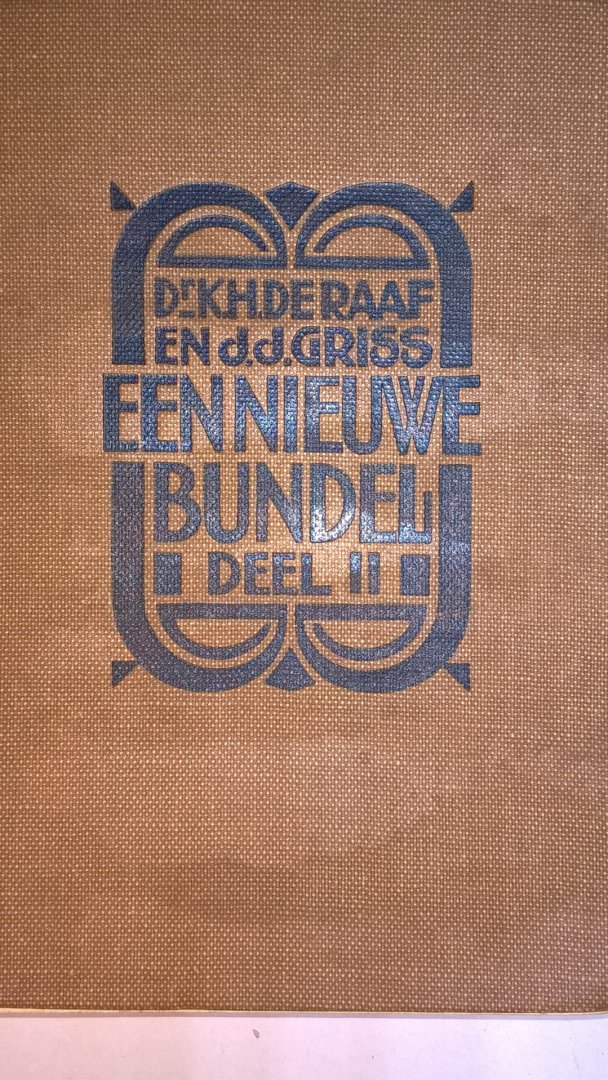 Dr. K.H. DE RAAF
EN d.d. GRISS
EEN NIEUWE
BUNDEL
DEEL II